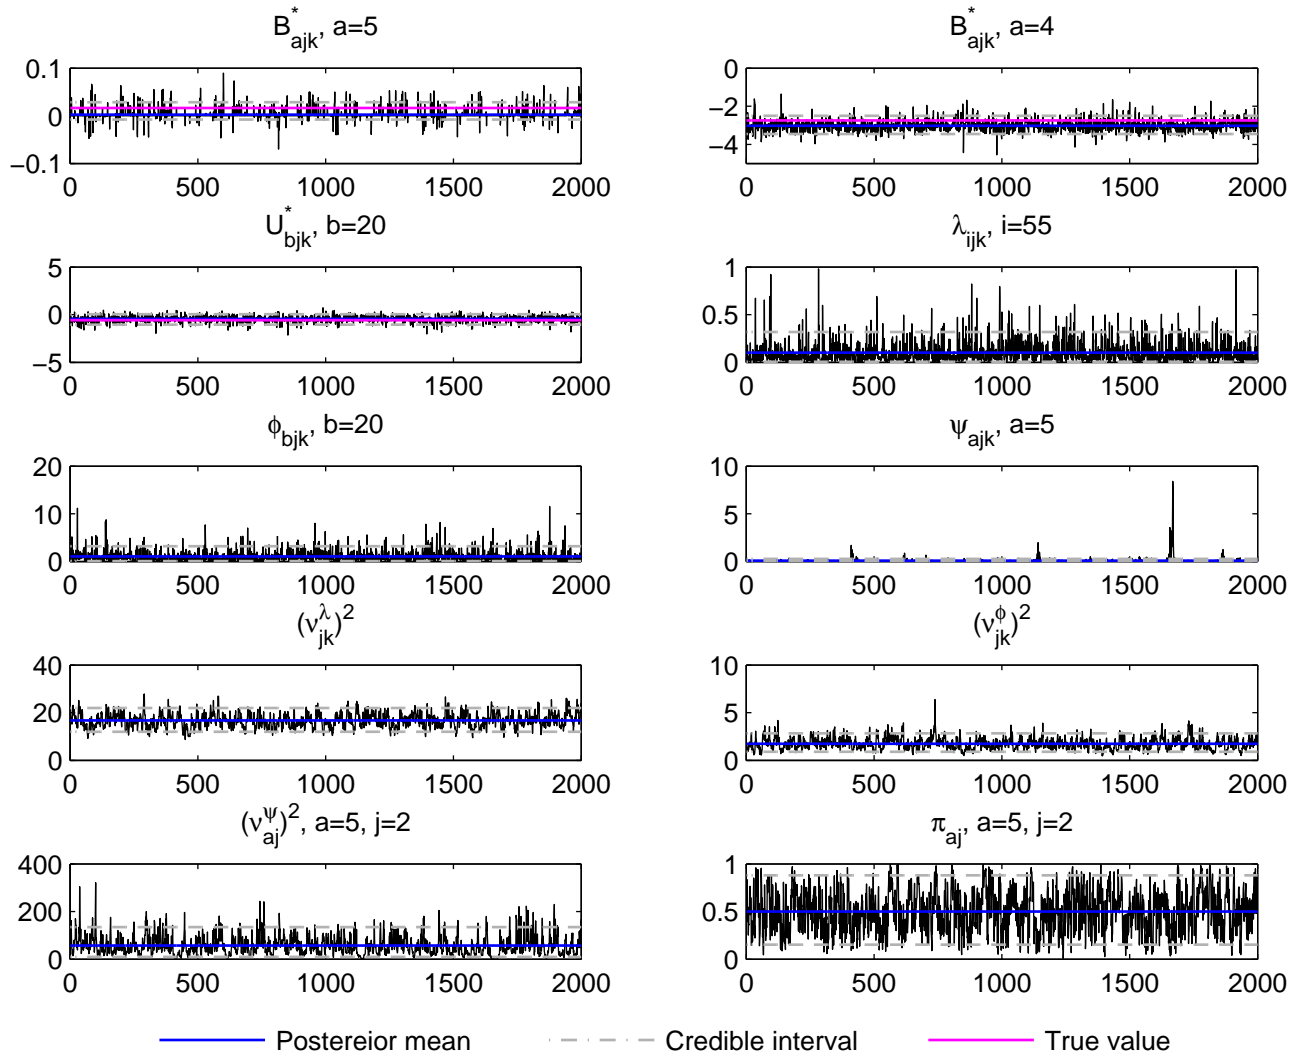 B*ajk, a=5
B*ajk, a=4
0.1
0
−0.1
0 500 1000 1500 2000
0
−2
−4
0 500 1000 1500 2000
U*bjk, b=20
λijk, i=55
5
0
−5
0 500 1000 1500 2000
1
0.5
0
0 500 1000 1500 2000
ϕbjk, b=20
ψajk, a=5
20
10
0
0 500 1000 1500 2000
10
5
0
0 500 1000 1500 2000
(νλjk)2
(νϕjk)2
40
20
0
0 500 1000 1500 2000
10
5
0
0 500 1000 1500 2000
(νψaj)2, a=5, j=2
πaj, a=5, j=2
400
200
0
0 500 1000 1500 2000
1
0.5
0
0 500 1000 1500 2000
Postereior mean Credible interval True value